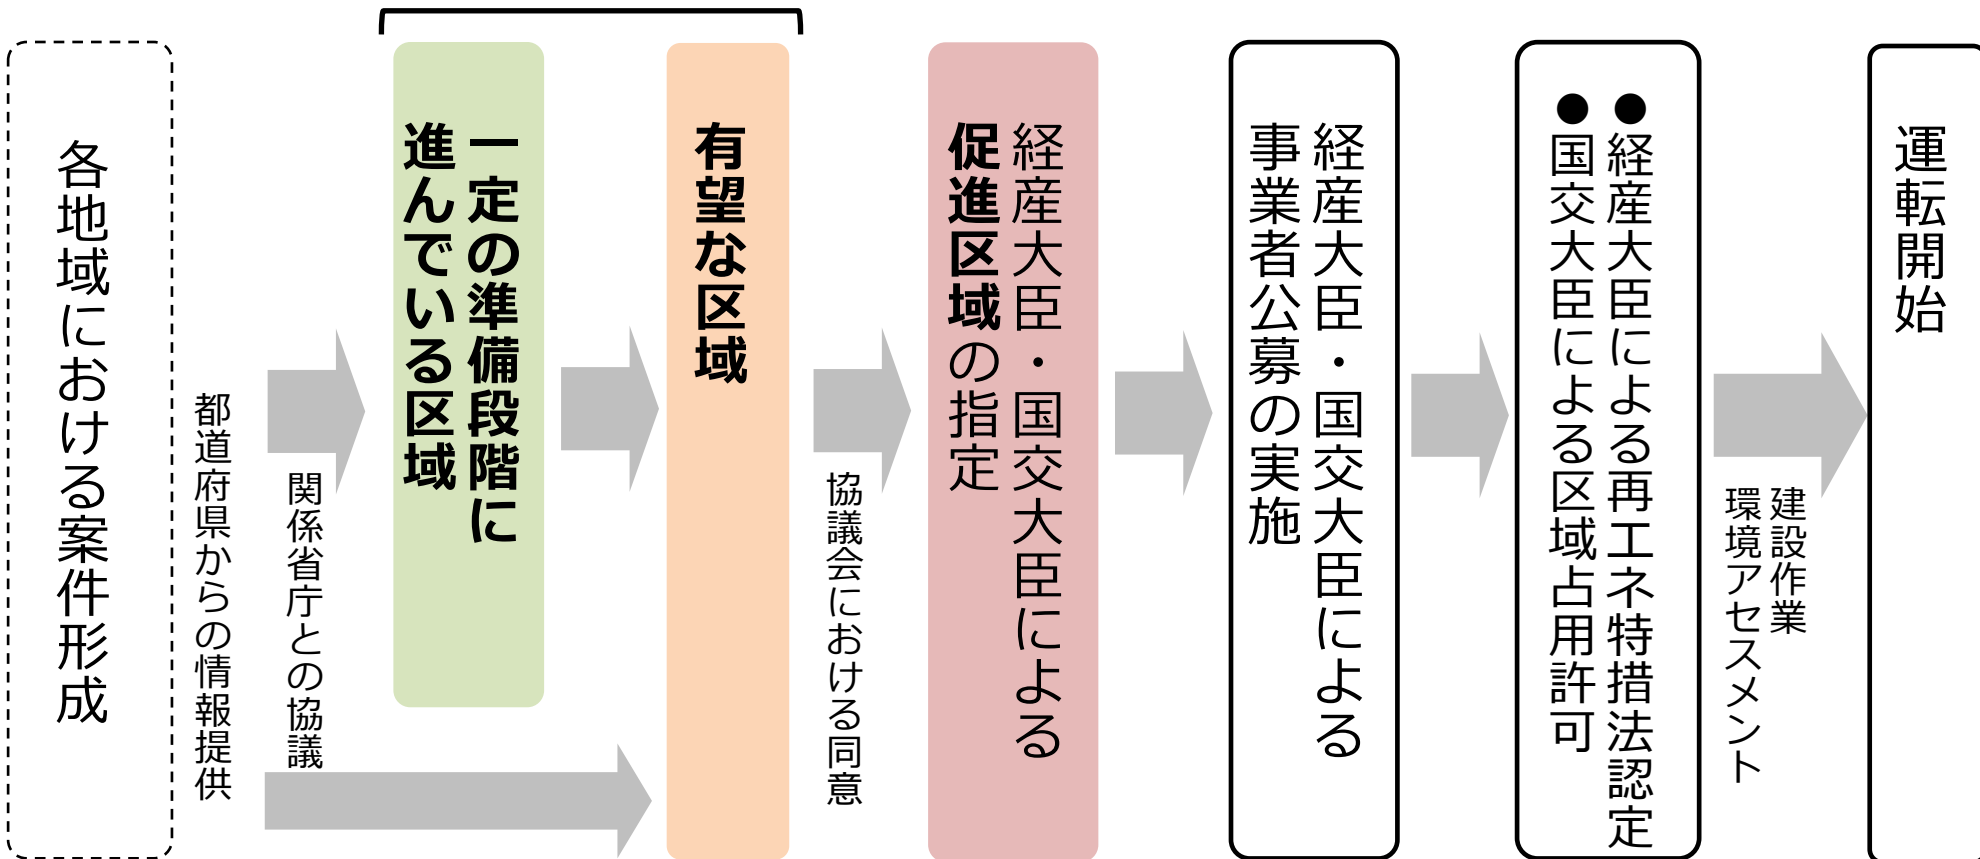 各地域における案件形成
都道府県からの情報提供
関係省庁との協議
一定の準備段階に
進んでいる区域
有望な区域
協議会における同意
経産大臣・国交大臣による
促進区域の指定
経産大臣・国交大臣による
事業者公募の実施
●経産大臣による再エネ特措法認定
●国交大臣による区域占用許可
建設作業
環境アセスメント
運転開始